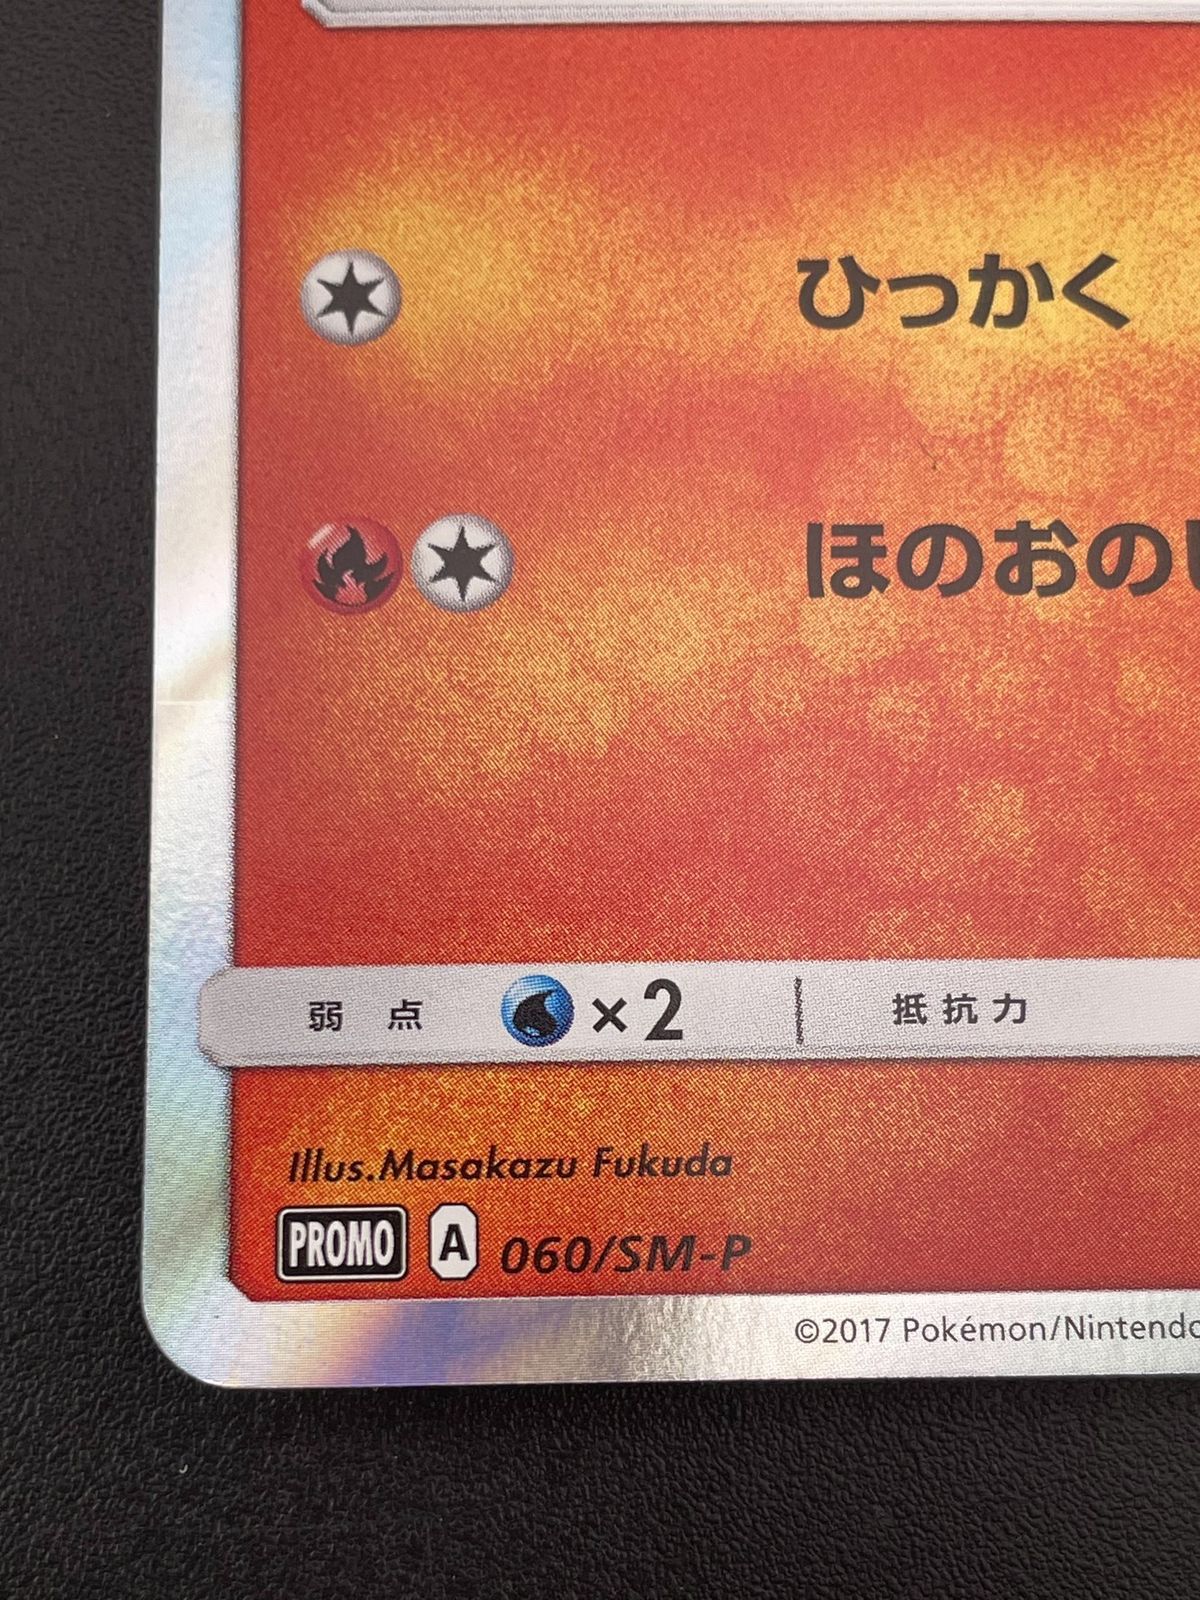 ひっかく
ほのおの
弱点 ×2 抵抗力
Illus.Masakazu Fukuda
PROMO A 060/SM-P
©2017 Pokémon/Nintendo